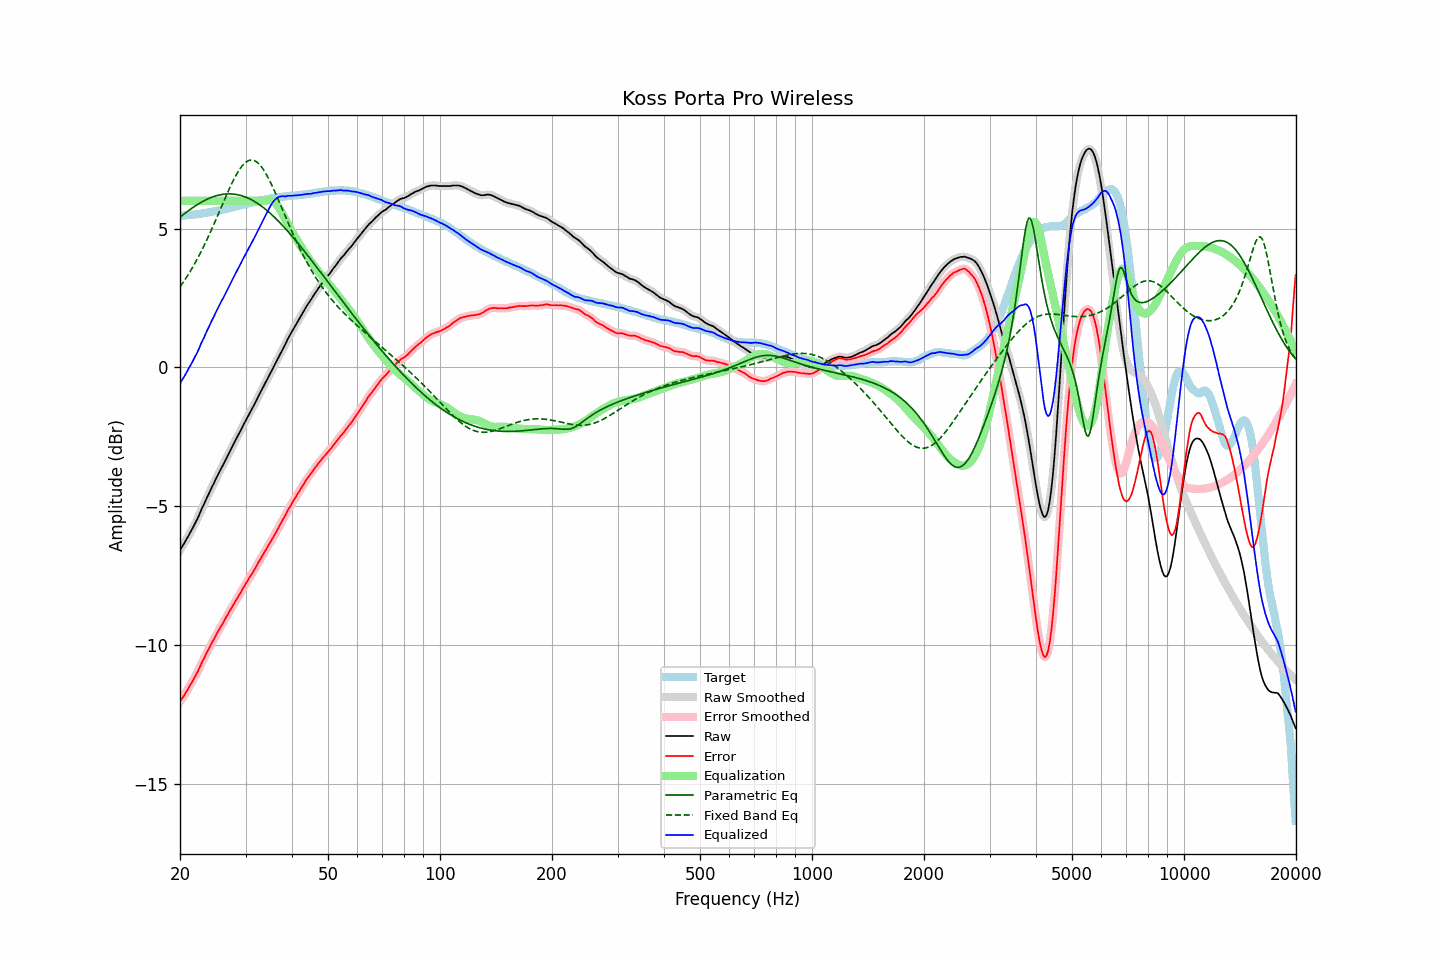 Koss Porta Pro Wireless
Amplitude (dBr)
5
0
−5
−10
−15
Target
Raw Smoothed
Error Smoothed
Raw
Error
Equalization
Parametric Eq
Fixed Band Eq
Equalized
20 50 100 200 500 1000 2000 5000 10000 20000
Frequency (Hz)